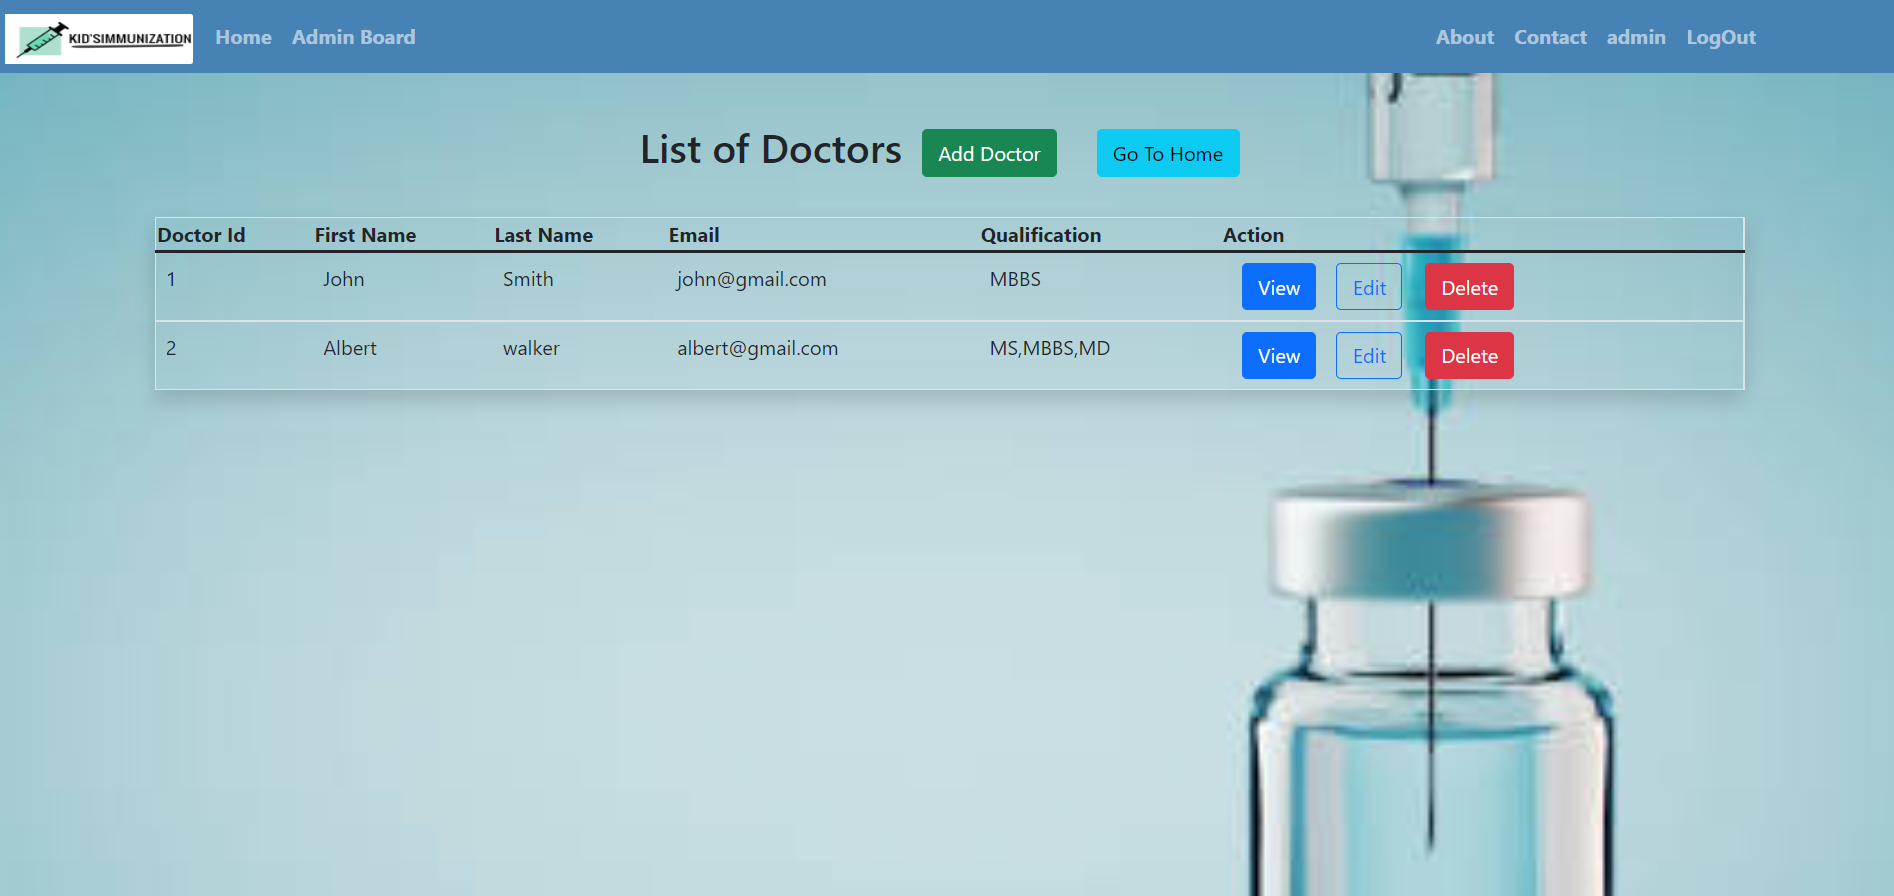 KID'SIMMUNIZATION Home Admin Board About Contact admin LogOut
List of Doctors Add Doctor Go To Home
Doctor Id First Name Last Name Email Qualification Action
1 John Smith john@gmail.com MBBS View Edit Delete
2 Albert walker albert@gmail.com MS,MBBS,MD View Edit Delete